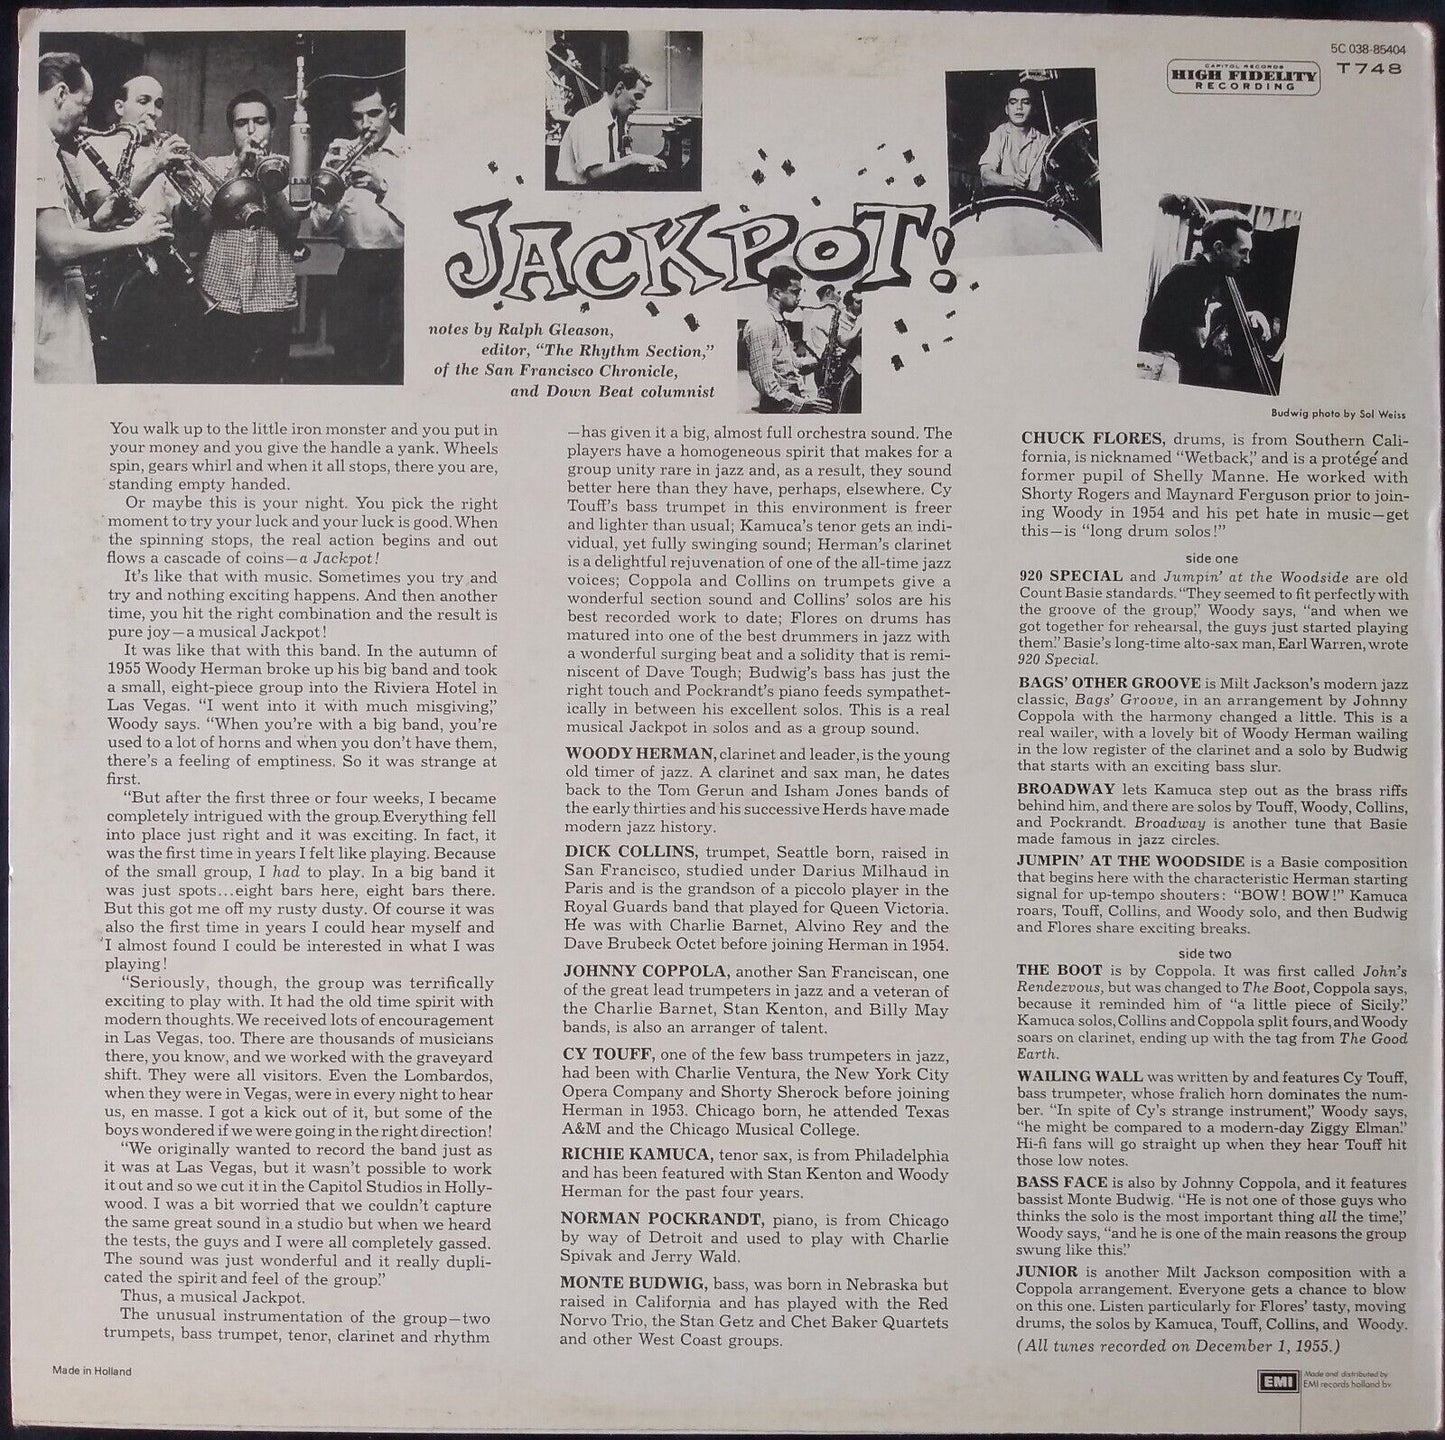 5C 038-85404
CAPITOL RECORDS
HIGH FIDELITY
RECORDING
T748
JACKPOT!
notes by Ralph Gleason,
editor, “The Rhythm Section,”
of the San Francisco Chronicle,
and Down Beat columnist
Budwig photo by Sol Weiss
You walk up to the little iron monster and you put in
your money and you give the handle a yank. Wheels
spin, gears whirl and when it all stops, there you are,
standing empty handed.
Or maybe this is your night. You pick the right
moment to try your luck and your luck is good. When
the spinning stops, the real action begins and out
flows a cascade of coins—a Jackpot!
It’s like that with music. Sometimes you try and
try and nothing exciting happens. And then another
time, you hit the right combination and the result is
pure joy—a musical Jackpot!
It was like that with this band. In the autumn of
1955 Woody Herman broke up his big band and took
a small, eight-piece group into the Riviera Hotel in
Las Vegas. “I went into it with much misgiving,”
Woody says. “When you’re with a big band, you’re
used to a lot of horns and when you don’t have them,
there’s a feeling of emptiness. So it was strange at
first.
“But after the first three or four weeks, I became
completely intrigued with the group. Everything fell
into place just right and it was exciting. In fact, it
was the first time in years I felt like playing. Because
of the small group, I had to play. In a big band it
was just spots...eight bars here, eight bars there.
But this got me off my rusty dusty. Of course it was
also the first time in years I could hear myself and
I almost found I could be interested in what I was
playing!
“Seriously, though, the group was terrifically
exciting to play with. It had the old time spirit with
modern thoughts. We received lots of encouragement
in Las Vegas, too. There are thousands of musicians
there, you know, and we worked with the graveyard
shift. They were all visitors. Even the Lombardos,
when they were in Vegas, were in every night to hear
us, en masse. I got a kick out of it, but some of the
boys wondered if we were going in the right direction!
“We originally wanted to record the band just as
it was at Las Vegas, but it wasn’t possible to work
it out and so we cut it in the Capitol Studios in Holly-
wood. I was a bit worried that we couldn’t capture
the same great sound in a studio but when we heard
the tests, the guys and I were all completely gassed.
The sound was just wonderful and it really dupli-
cated the spirit and feel of the group.”
Thus, a musical Jackpot.
The unusual instrumentation of the group—two
trumpets, bass trumpet, tenor, clarinet and rhythm
—has given it a big, almost full orchestra sound. The
players have a homogeneous spirit that makes for a
group unity rare in jazz and, as a result, they sound
better here than they have, perhaps, elsewhere. Cy
Touff’s bass trumpet in this environment is freer
and lighter than usual; Kamuca’s tenor gets an indi-
vidual, yet fully swinging sound; Herman’s clarinet
is a delightful rejuvenation of one of the all-time jazz
voices; Coppola and Collins on trumpets give a
wonderful section sound and Collins’ solos are his
best recorded work to date; Flores on drums has
matured into one of the best drummers in jazz with
a wonderful surging beat and a solidity that is remi-
niscent of Dave Tough; Budwig’s bass has just the
right touch and Pockrandt’s piano feeds sympathet-
ically in between his excellent solos. This is a real
musical Jackpot in solos and as a group sound.
WOODY HERMAN, clarinet and leader, is the young
old timer of jazz. A clarinet and sax man, he dates
back to the Tom Gerun and Isham Jones bands of
the early thirties and his successive Herds have made
modern jazz history.
DICK COLLINS, trumpet, Seattle born, raised in
San Francisco, studied under Darius Milhaud in
Paris and is the grandson of a piccolo player in the
Royal Guards band that played for Queen Victoria.
He was with Charlie Barnet, Alvino Rey and the
Dave Brubeck Octet before joining Herman in 1954.
JOHNNY COPPOLA, another San Franciscan, one
of the great lead trumpeters in jazz and a veteran of
the Charlie Barnet, Stan Kenton, and Billy May
bands, is also an arranger of talent.
CY TOUFF, one of the few bass trumpeters in jazz,
had been with Charlie Ventura, the New York City
Opera Company and Shorty Sherock before joining
Herman in 1953. Chicago born, he attended Texas
A&M and the Chicago Musical College.
RICHIE KAMUCA, tenor sax, is from Philadelphia
and has been featured with Stan Kenton and Woody
Herman for the past four years.
NORMAN POCKRANDT, piano, is from Chicago
by way of Detroit and used to play with Charlie
Spivak and Jerry Wald.
MONTE BUDWIG, bass, was born in Nebraska but
raised in California and has played with the Red
Norvo Trio, the Stan Getz and Chet Baker Quartets
and other West Coast groups.
CHUCK FLORES, drums, is from Southern Cali-
fornia, is nicknamed “Wetback,” and is a protégé and
former pupil of Shelly Manne. He worked with
Shorty Rogers and Maynard Ferguson prior to join-
ing Woody in 1954 and his pet hate in music—get
this—is “long drum solos!”
side one
920 SPECIAL and Jumpin’ at the Woodside are old
Count Basie standards. “They seemed to fit perfectly with
the groove of the group,” Woody says, “and when we
got together for rehearsal, the guys just started playing
them.” Basie’s long-time alto-sax man, Earl Warren, wrote
920 Special.
BAGS’ OTHER GROOVE is Milt Jackson’s modern jazz
classic, Bags’ Groove, in an arrangement by Johnny
Coppola with the harmony changed a little. This is a
real wailer, with a lovely bit of Woody Herman wailing
in the low register of the clarinet and a solo by Budwig
that starts with an exciting bass slur.
BROADWAY lets Kamuca step out as the brass riffs
behind him, and there are solos by Touff, Woody, Collins,
and Pockrandt. Broadway is another tune that Basie
made famous in jazz circles.
JUMPIN’ AT THE WOODSIDE is a Basie composition
that begins here with the characteristic Herman starting
signal for up-tempo shouters: “BOW! BOW!” Kamuca
roars, Touff, Collins, and Woody solo, and then Budwig
and Flores share exciting breaks.
side two
THE BOOT is by Coppola. It was first called John’s
Rendezvous, but was changed to The Boot, Coppola says,
because it reminded him of “a little piece of Sicily.”
Kamuca solos, Collins and Coppola split fours, and Woody
soars on clarinet, ending up with the tag from The Good
Earth.
WAILING WALL was written by and features Cy Touff,
bass trumpeter, whose fralich horn dominates the num-
ber. “In spite of Cy’s strange instrument,” Woody says,
“he might be compared to a modern-day Ziggy Elman.”
Hi-fi fans will go straight up when they hear Touff hit
those low notes.
BASS FACE is also by Johnny Coppola, and it features
bassist Monte Budwig. “He is not one of those guys who
thinks the solo is the most important thing all the time,”
Woody says, “and he is one of the main reasons the group
swung like this.”
JUNIOR is another Milt Jackson composition with a
Coppola arrangement. Everyone gets a chance to blow
on this one. Listen particularly for Flores’ tasty, moving
drums, the solos by Kamuca, Touff, Collins, and Woody.
(All tunes recorded on December 1, 1955.)
Made in Holland
EMI
Made and distributed by
EMI records holland bv